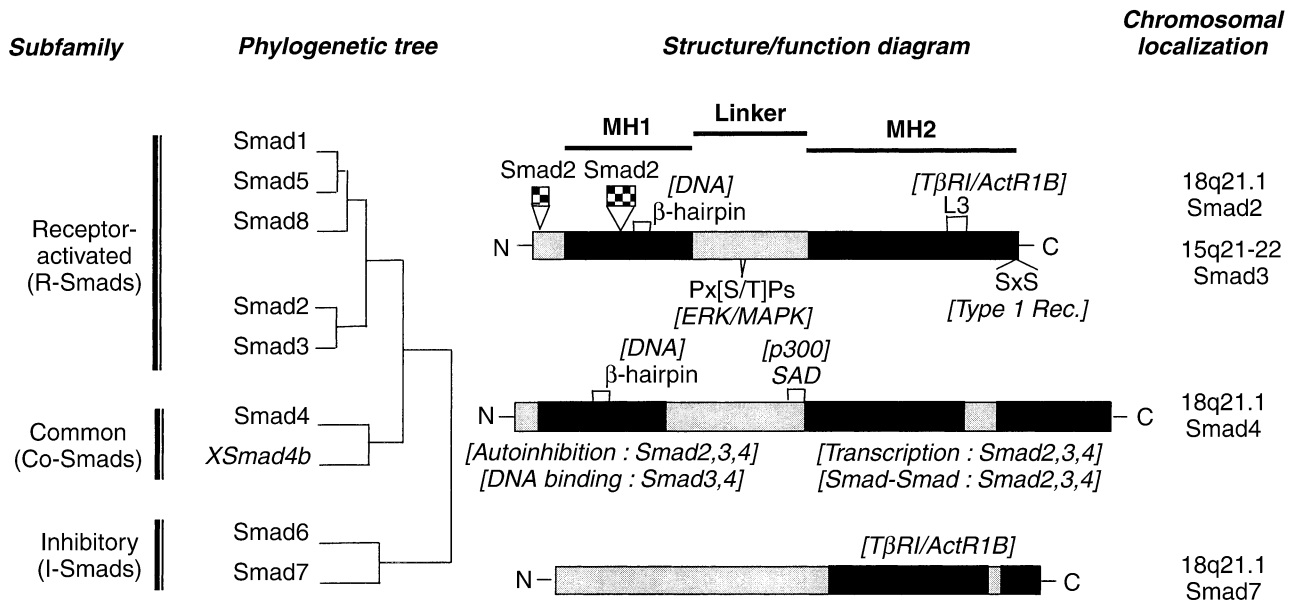 Subfamily
Phylogenetic tree
Structure/function diagram
Chromosomal
localization
Receptor-
activated
(R-Smads)
Smad1
Smad5
Smad8
Smad2
Smad3
MH1
Linker
MH2
Smad2
Smad2
[DNA]
β-hairpin
[TβRI/ActR1B]
L3
N
C
Px[S/T]Ps
[ERK/MAPK]
SxS
[Type 1 Rec.]
18q21.1
Smad2
15q21-22
Smad3
Common
(Co-Smads)
Smad4
XSmad4b
[DNA]
β-hairpin
[p300]
SAD
N
C
[Autoinhibition : Smad2,3,4]
[DNA binding : Smad3,4]
[Transcription : Smad2,3,4]
[Smad-Smad : Smad2,3,4]
18q21.1
Smad4
Inhibitory
(I-Smads)
Smad6
Smad7
[TβRI/ActR1B]
N
C
18q21.1
Smad7